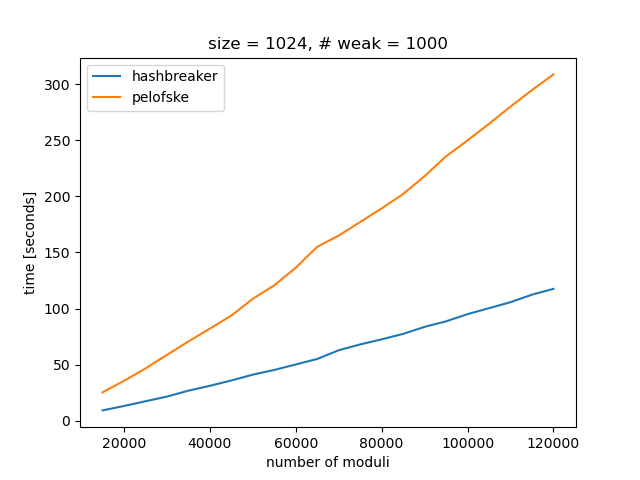 size = 1024, # weak = 1000
hashbreaker
pelofske
time [seconds]
300
250
200
150
100
50
0
20000
40000
60000
80000
100000
120000
number of moduli